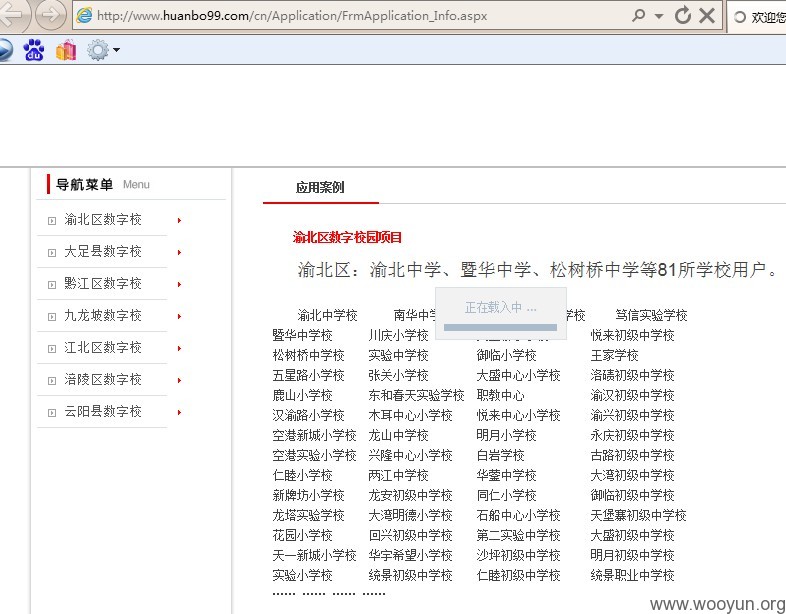 http://www.huanbo99.com/cn/Application/FrmApplication_Info.aspx
欢迎您
du
导航菜单 Menu
渝北区数字校
大足县数字校
黔江区数字校
九龙坡数字校
江北区数字校
涪陵区数字校
云阳县数字校
应用案例
渝北区数字校园项目
渝北区：渝北中学、暨华中学、松树桥中学等81所学校用户。
正在载入中 ...
渝北中学校 南华中 学校 笃信实验学校
暨华中学校 川庆小学校 悦来初级中学校
松树桥中学校 实验中学校 御临小学校 王家学校
五星路小学校 张关小学校 大盛中心小学校 洛碛初级中学校
鹿山小学校 东和春天实验学校 职教中心 渝汉初级中学校
汉渝路小学校 木耳中心小学校 悦来中心小学校 渝兴初级中学校
空港新城小学校 龙山中学校 明月小学校 永庆初级中学校
空港实验小学校 兴隆中心小学校 白岩学校 古路初级中学校
仁睦小学校 两江中学校 华蓥中学校 大湾初级中学校
新牌坊小学校 龙安初级中学校 同仁小学校 御临初级中学校
龙塔实验学校 大湾明德小学校 石船中心小学校 天堡寨初级中学校
花园小学校 回兴初级中学校 第二实验中学校 大盛初级中学校
天一新城小学校 华宇希望小学校 沙坪初级中学校 明月初级中学校
实验小学校 统景初级中学校 仁睦初级中学校 统景职业中学校
...... ...... ...... ......
www.wooyun.org